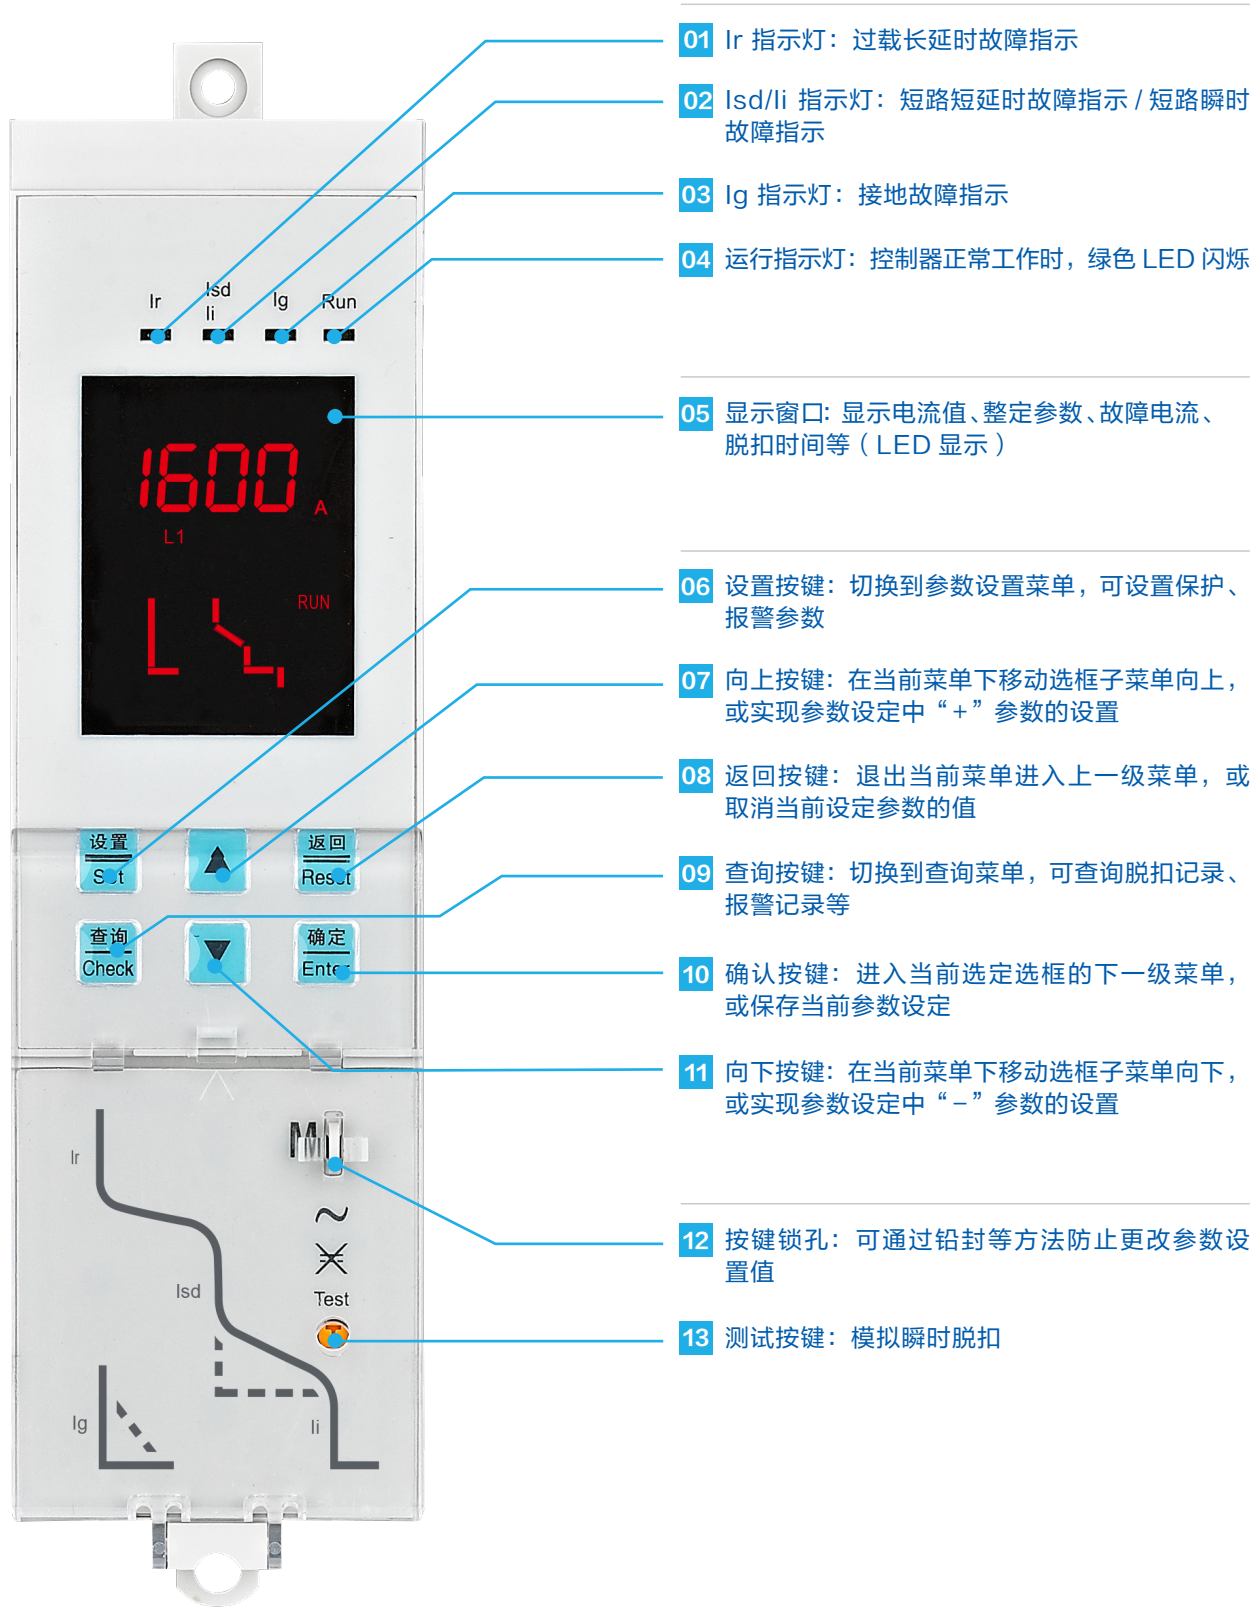 01 Ir 指示灯：过载长延时故障指示
02 Isd/Ii 指示灯：短路短延时故障指示 / 短路瞬时
故障指示
03 Ig 指示灯：接地故障指示
04 运行指示灯：控制器正常工作时，绿色 LED 闪烁
Ir
Isd
Ii
Ig
Run
05 显示窗口：显示电流值、整定参数、故障电流、
脱扣时间等（LED 显示）
1600 A
L1
RUN
06 设置按键：切换到参数设置菜单，可设置保护、
报警参数
07 向上按键：在当前菜单下移动选框子菜单向上，
或实现参数设定中“+”参数的设置
08 返回按键：退出当前菜单进入上一级菜单，或
取消当前设定参数的值
09 查询按键：切换到查询菜单，可查询脱扣记录、
报警记录等
10 确认按键：进入当前选定选框的下一级菜单，
或保存当前参数设定
11 向下按键：在当前菜单下移动选框子菜单向下，
或实现参数设定中“-”参数的设置
设置
Set
返回
Reset
查询
Check
确定
Enter
M
Ir
Isd
Test
Ig
Ii
12 按键锁孔：可通过铅封等方法防止更改参数设
置值
13 测试按键：模拟瞬时脱扣